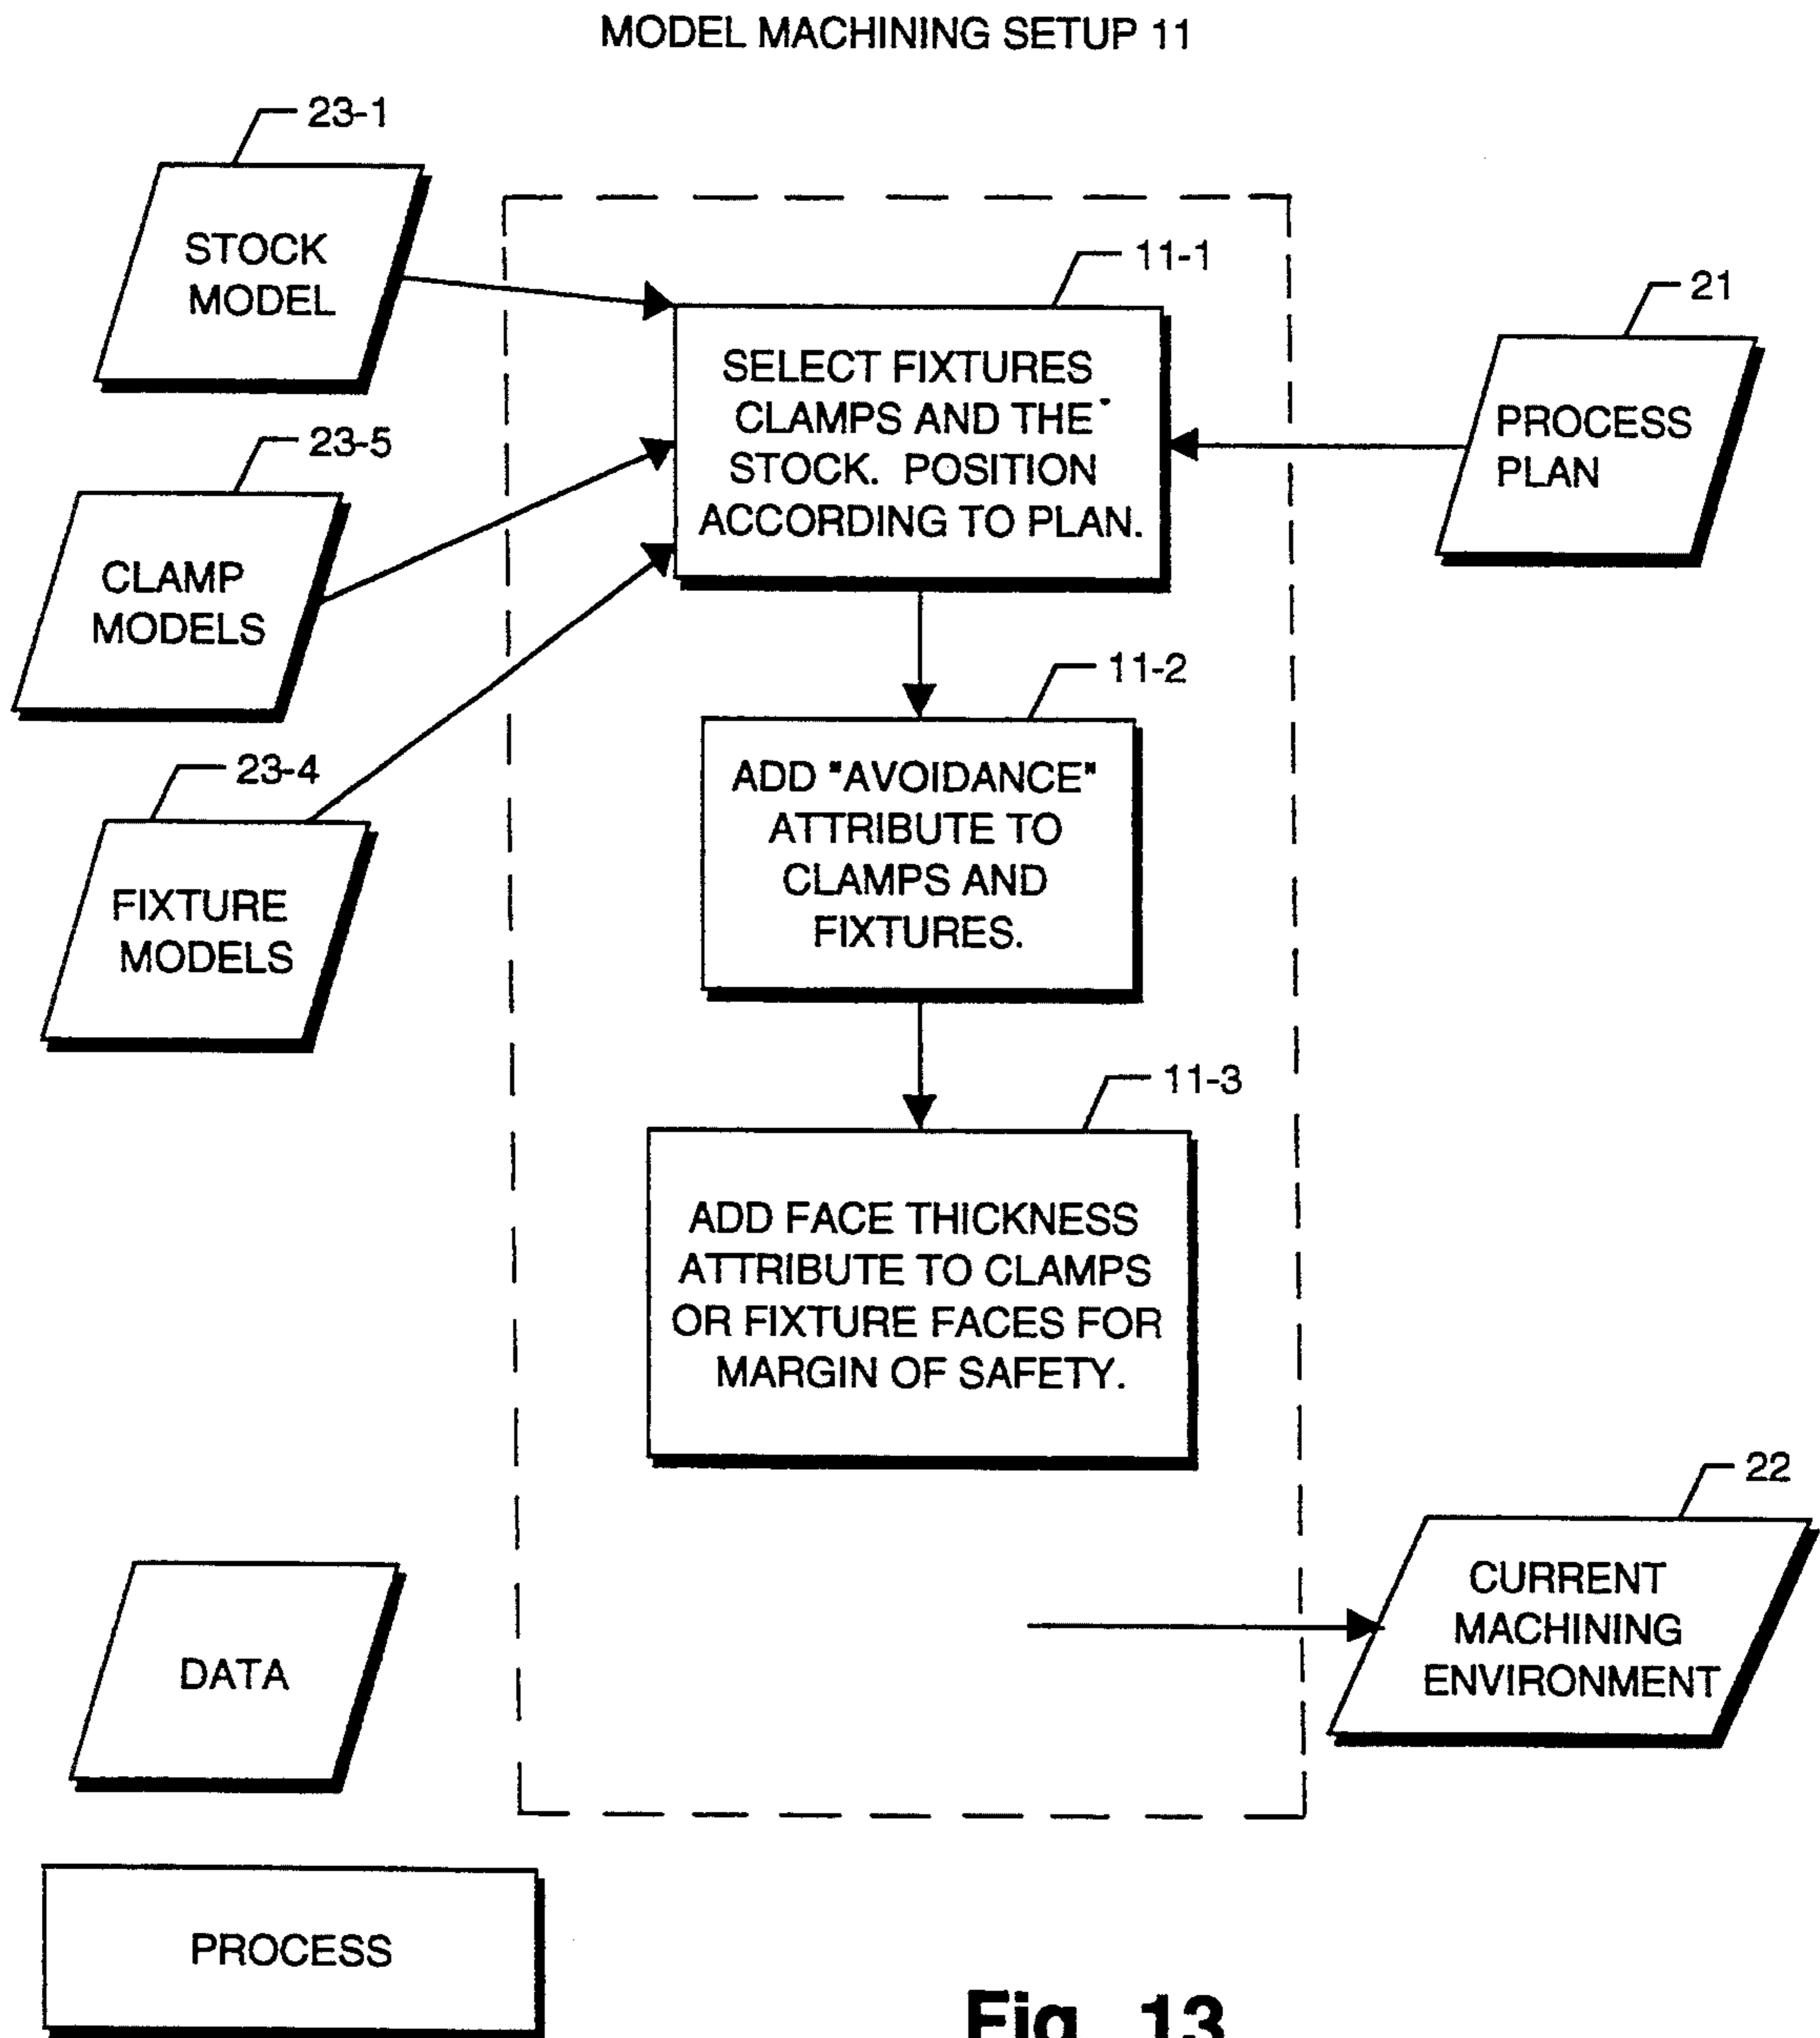 MODEL MACHINING SETUP 11
23-1
STOCK
MODEL
11-1
SELECT FIXTURES
CLAMPS AND THE
STOCK. POSITION
ACCORDING TO PLAN.
21
PROCESS
PLAN
23-5
CLAMP
MODELS
11-2
ADD "AVOIDANCE"
ATTRIBUTE TO
CLAMPS AND
FIXTURES.
23-4
FIXTURE
MODELS
11-3
ADD FACE THICKNESS
ATTRIBUTE TO CLAMPS
OR FIXTURE FACES FOR
MARGIN OF SAFETY.
22
CURRENT
MACHINING
ENVIRONMENT
DATA
PROCESS
Fig. 13